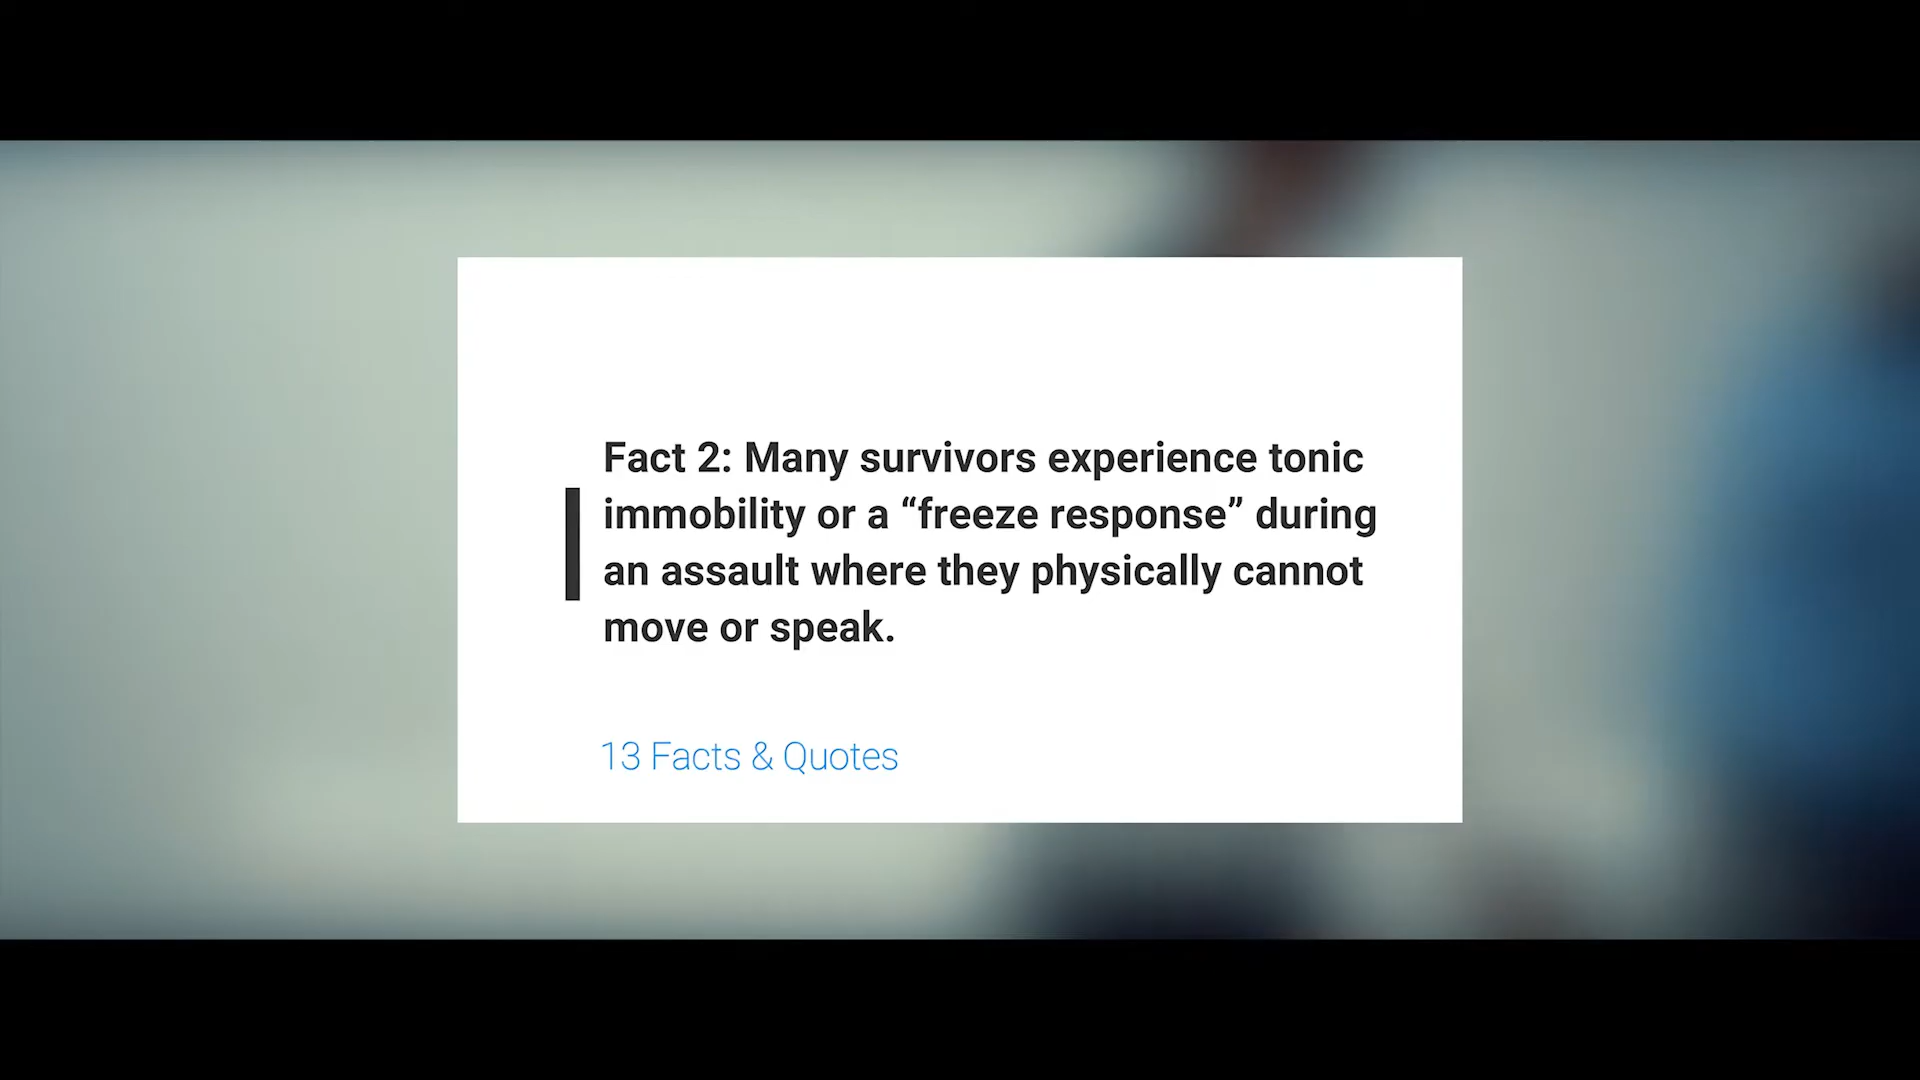 Fact 2: Many survivors experience tonic
immobility or a “freeze response” during
an assault where they physically cannot
move or speak.
13 Facts & Quotes